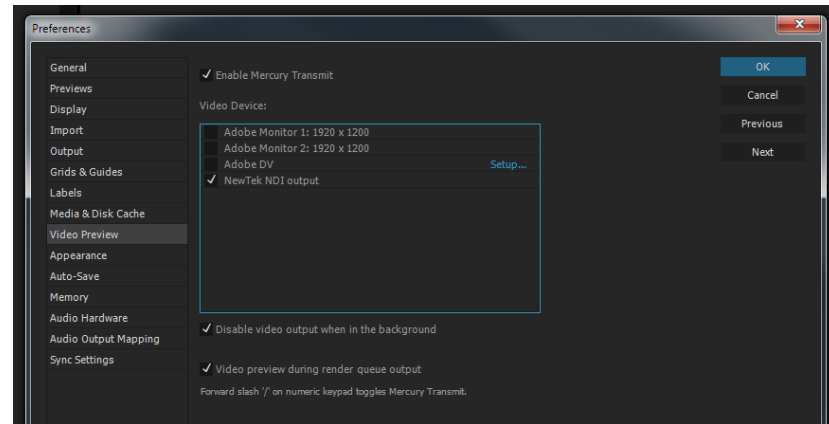 Preferences
General
Previews
Display
Import
Output
Grids & Guides
Labels
Media & Disk Cache
Video Preview
Appearance
Auto-Save
Memory
Audio Hardware
Audio Output Mapping
Sync Settings
Enable Mercury Transmit
Video Device:
Adobe Monitor 1: 1920 x 1200
Adobe Monitor 2: 1920 x 1200
Adobe DV Setup...
NewTek NDI output
Disable video output when in the background
Video preview during render queue output
Forward slash '/' on numeric keypad toggles Mercury Transmit.
OK
Cancel
Previous
Next